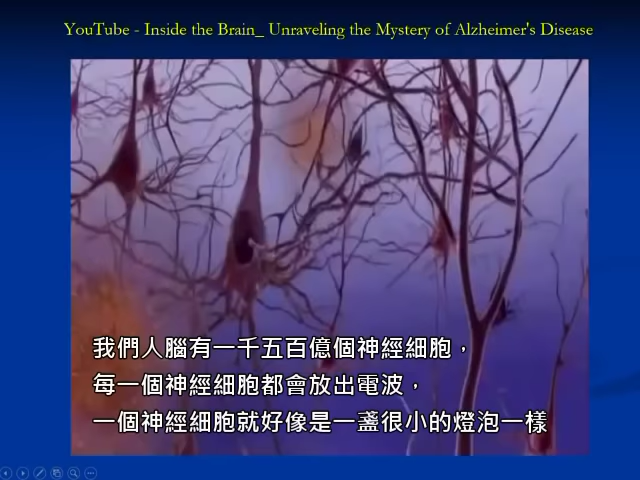 YouTube - Inside the Brain_ Unraveling the Mystery of Alzheimer's Disease
我們人腦有一千五百億個神經細胞，
每一個神經細胞都會放出電波，
一個神經細胞就好像是一盞很小的燈泡一樣